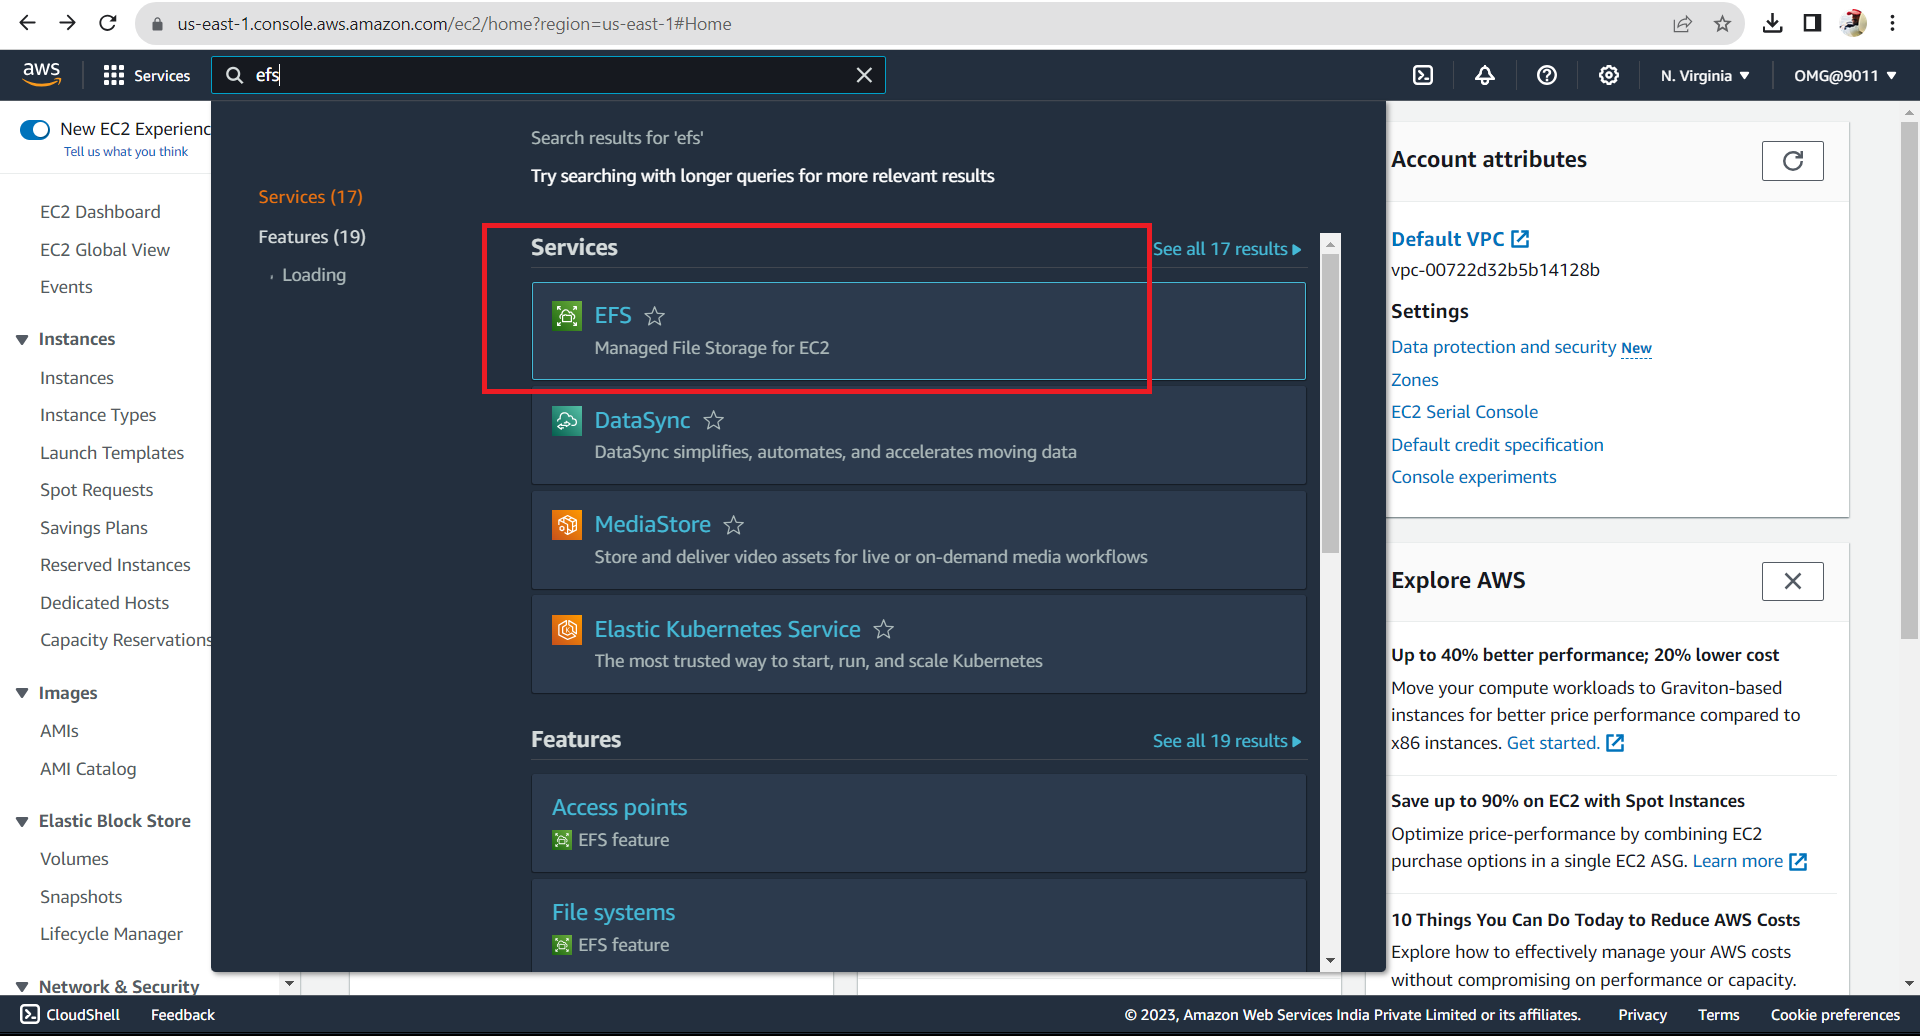 us-east-1.console.aws.amazon.com/ec2/home?region=us-east-1#Home
aws
Services
efs
N. Virginia
OMG@9011
New EC2 Experienc
Tell us what you think
EC2 Dashboard
EC2 Global View
Events
Instances
Instances
Instance Types
Launch Templates
Spot Requests
Savings Plans
Reserved Instances
Dedicated Hosts
Capacity Reservations
Images
AMIs
AMI Catalog
Elastic Block Store
Volumes
Snapshots
Lifecycle Manager
Network & Security
Services (17)
Features (19)
Loading
Search results for 'efs'
Try searching with longer queries for more relevant results
Services
See all 17 results
EFS
Managed File Storage for EC2
DataSync
DataSync simplifies, automates, and accelerates moving data
MediaStore
Store and deliver video assets for live or on-demand media workflows
Elastic Kubernetes Service
The most trusted way to start, run, and scale Kubernetes
Features
See all 19 results
Access points
EFS feature
File systems
EFS feature
Account attributes
Default VPC
vpc-00722d32b5b14128b
Settings
Data protection and security New
Zones
EC2 Serial Console
Default credit specification
Console experiments
Explore AWS
Up to 40% better performance; 20% lower cost
Move your compute workloads to Graviton-based
instances for better price performance compared to
x86 instances. Get started.
Save up to 90% on EC2 with Spot Instances
Optimize price-performance by combining EC2
purchase options in a single EC2 ASG. Learn more
10 Things You Can Do Today to Reduce AWS Costs
Explore how to effectively manage your AWS costs
without compromising on performance or capacity.
CloudShell
Feedback
© 2023, Amazon Web Services India Private Limited or its affiliates.
Privacy
Terms
Cookie preferences